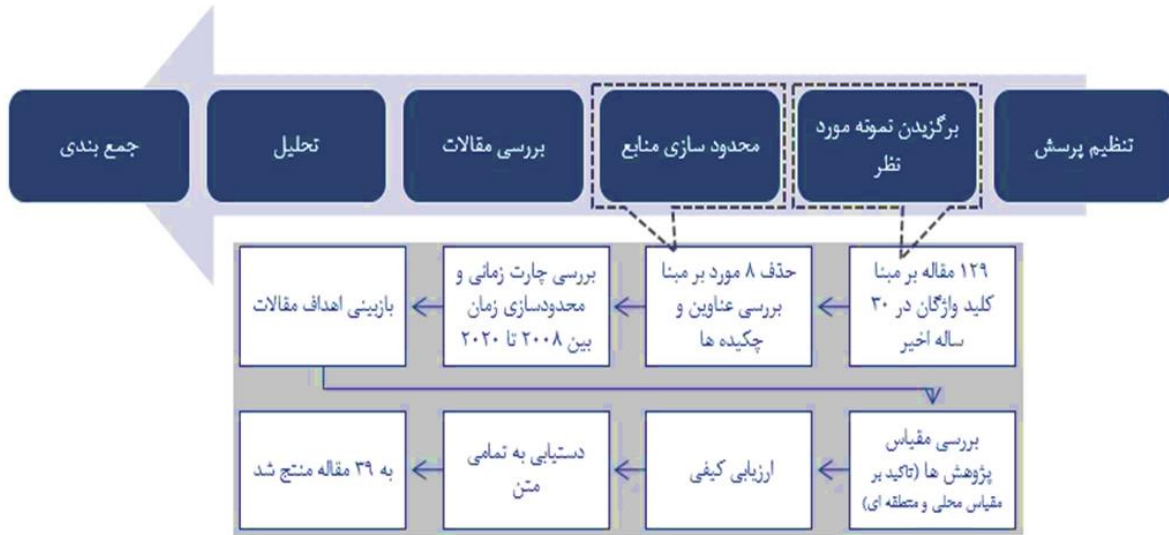 تنظیم پرسش
برگزیدن نمونه مورد
نظر
محدود سازی منابع
بررسی مقالات
تحلیل
جمع بندی
۱۲۹ مقاله بر مبنا
کلید واژگان در ۳۰
ساله اخیر
حذف ۸ مورد بر مبنا
بررسی عناوین و
چکیده ها
بررسی چارت زمانی و
محدودسازی زمان
بین ۲۰۰۸ تا ۲۰۲۰
بازبینی اهداف مقالات
بررسی مقیاس
پژوهش ها (تاکید بر
مقیاس محلی و منطقه ای)
ارزیابی کیفی
دستیابی به تمامی
متن
به ۳۹ مقاله منتج شد